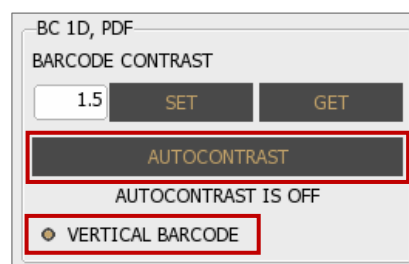 BC 1D, PDF
BARCODE CONTRAST
1.5 SET GET
AUTOCONTRAST
AUTOCONTRAST IS OFF
VERTICAL BARCODE